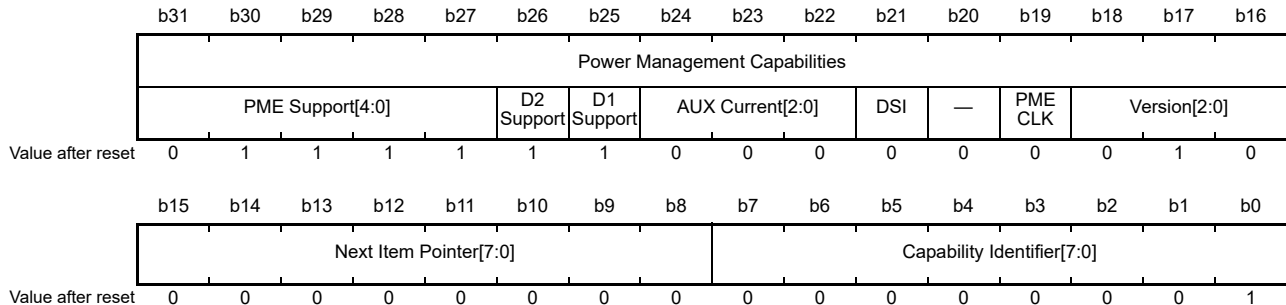 b31 b30 b29 b28 b27 b26 b25 b24 b23 b22 b21 b20 b19 b18 b17 b16
Power Management Capabilities
PME Support[4:0] D2 Support D1 Support AUX Current[2:0] DSI — PME CLK Version[2:0]
Value after reset 0 1 1 1 1 1 1 0 0 0 0 0 0 0 1 0
b15 b14 b13 b12 b11 b10 b9 b8 b7 b6 b5 b4 b3 b2 b1 b0
Next Item Pointer[7:0] Capability Identifier[7:0]
Value after reset 0 0 0 0 0 0 0 0 0 0 0 0 0 0 0 1